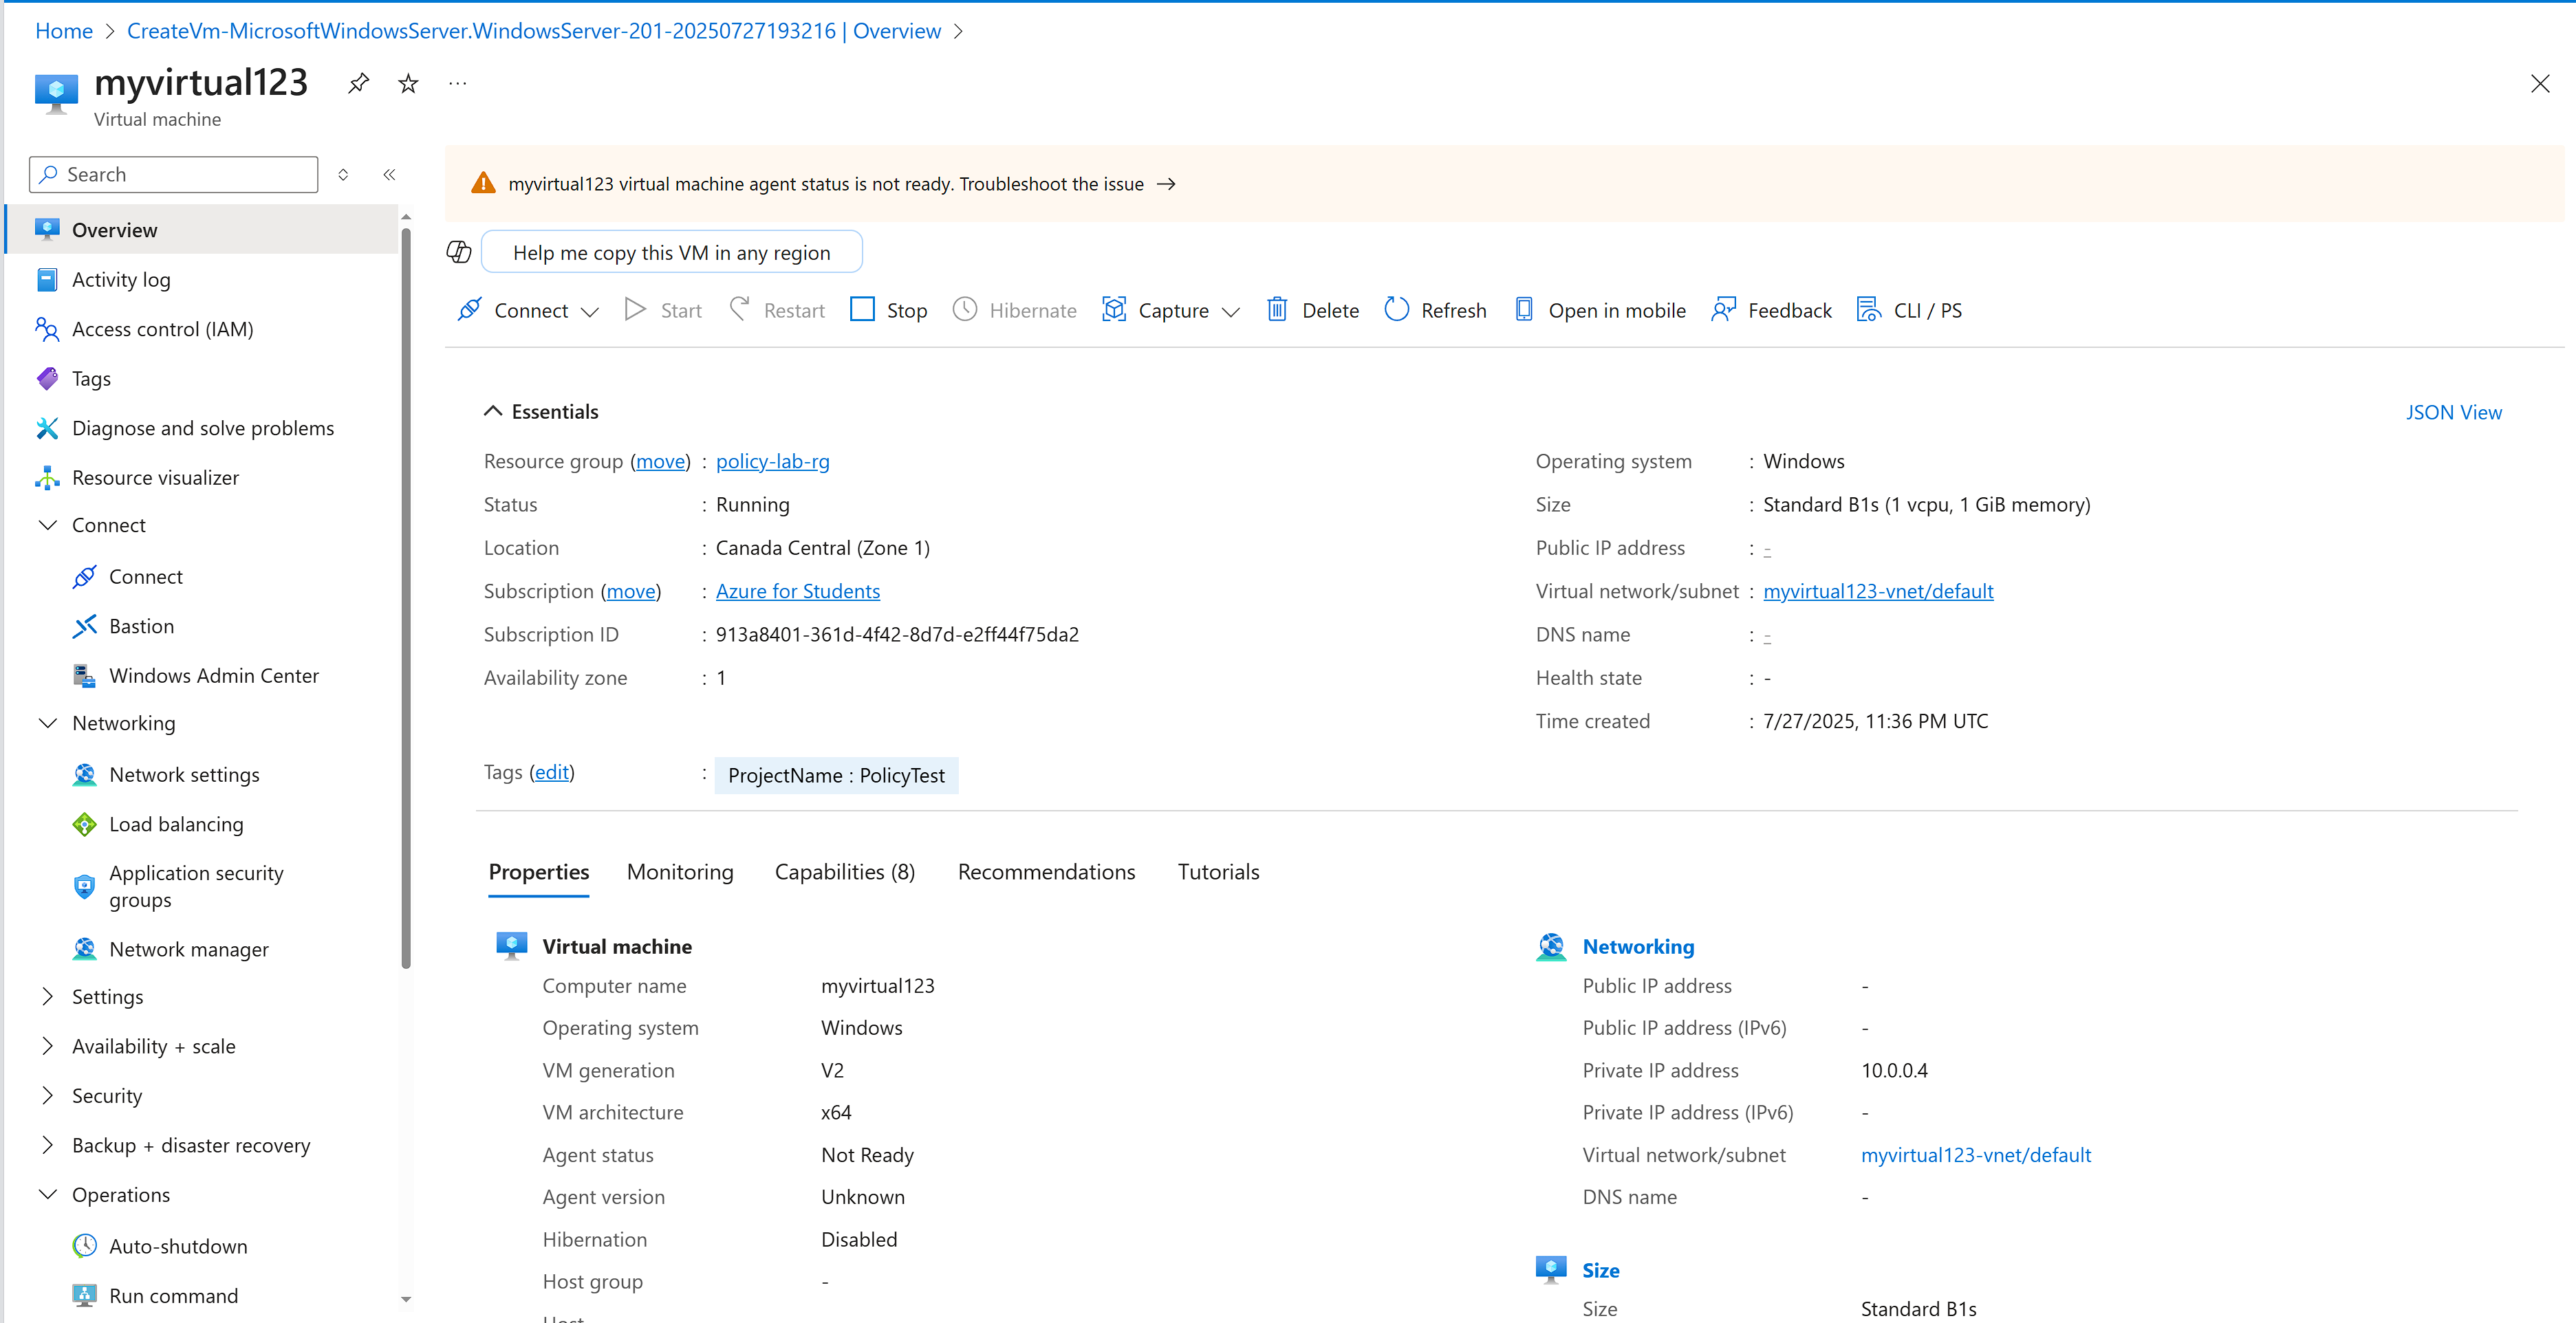 Home > CreateVm-MicrosoftWindowsServer.WindowsServer-201-20250727193216 | Overview >
myvirtual123
Virtual machine
Search
Overview
Activity log
Access control (IAM)
Tags
Diagnose and solve problems
Resource visualizer
Connect
Connect
Bastion
Windows Admin Center
Networking
Network settings
Load balancing
Application security
groups
Network manager
Settings
Availability + scale
Security
Backup + disaster recovery
Operations
Auto-shutdown
Run command
myvirtual123 virtual machine agent status is not ready. Troubleshoot the issue →
Help me copy this VM in any region
Connect Start Restart Stop Hibernate Capture Delete Refresh Open in mobile Feedback CLI / PS
Essentials
JSON View
Resource group (move) : policy-lab-rg
Status : Running
Location : Canada Central (Zone 1)
Subscription (move) : Azure for Students
Subscription ID : 913a8401-361d-4f42-8d7d-e2ff44f75da2
Availability zone : 1
Operating system : Windows
Size : Standard B1s (1 vcpu, 1 GiB memory)
Public IP address : -
Virtual network/subnet : myvirtual123-vnet/default
DNS name : -
Health state : -
Time created : 7/27/2025, 11:36 PM UTC
Tags (edit) : ProjectName : PolicyTest
Properties Monitoring Capabilities (8) Recommendations Tutorials
Virtual machine
Computer name myvirtual123
Operating system Windows
VM generation V2
VM architecture x64
Agent status Not Ready
Agent version Unknown
Hibernation Disabled
Host group -
Networking
Public IP address -
Public IP address (IPv6) -
Private IP address 10.0.0.4
Private IP address (IPv6) -
Virtual network/subnet myvirtual123-vnet/default
DNS name -
Size
Size Standard B1s